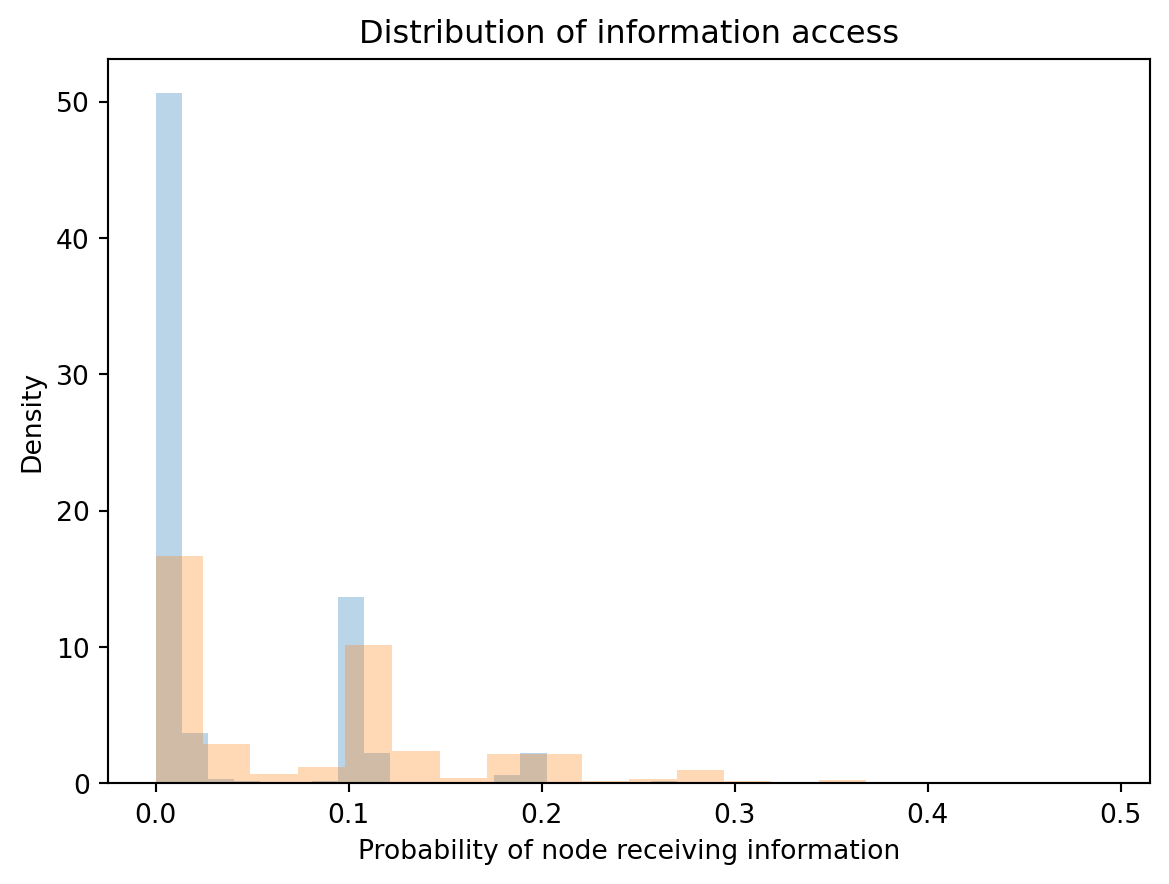 Distribution of information access
50
40
30
20
10
0
Density
0.0 0.1 0.2 0.3 0.4 0.5
Probability of node receiving information